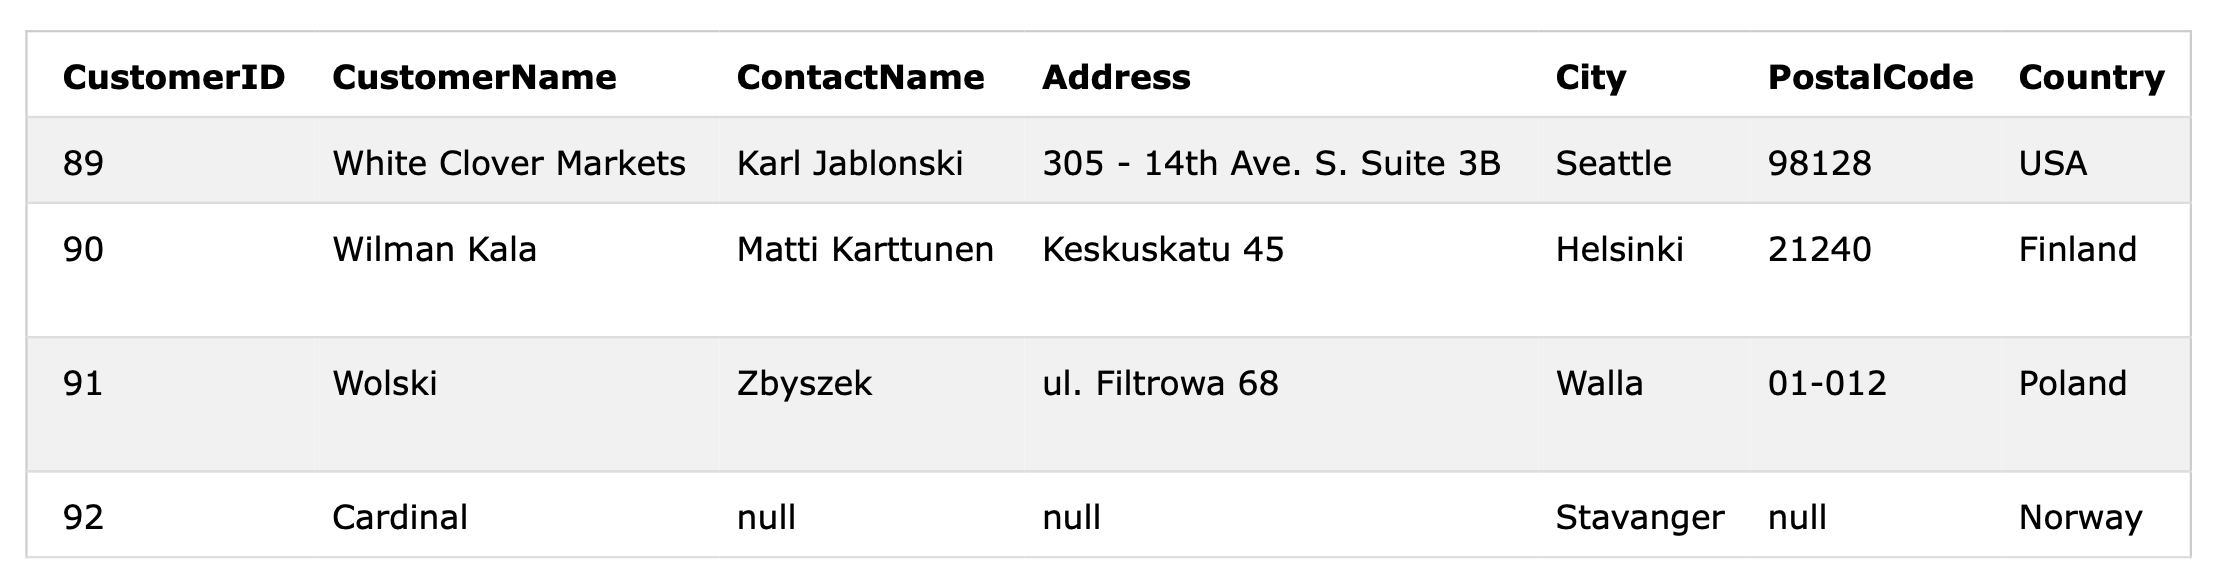 CustomerID CustomerName ContactName Address City PostalCode Country
89 White Clover Markets Karl Jablonski 305 - 14th Ave. S. Suite 3B Seattle 98128 USA
90 Wilman Kala Matti Karttunen Keskuskatu 45 Helsinki 21240 Finland
91 Wolski Zbyszek ul. Filtrowa 68 Walla 01-012 Poland
92 Cardinal null null Stavanger null Norway